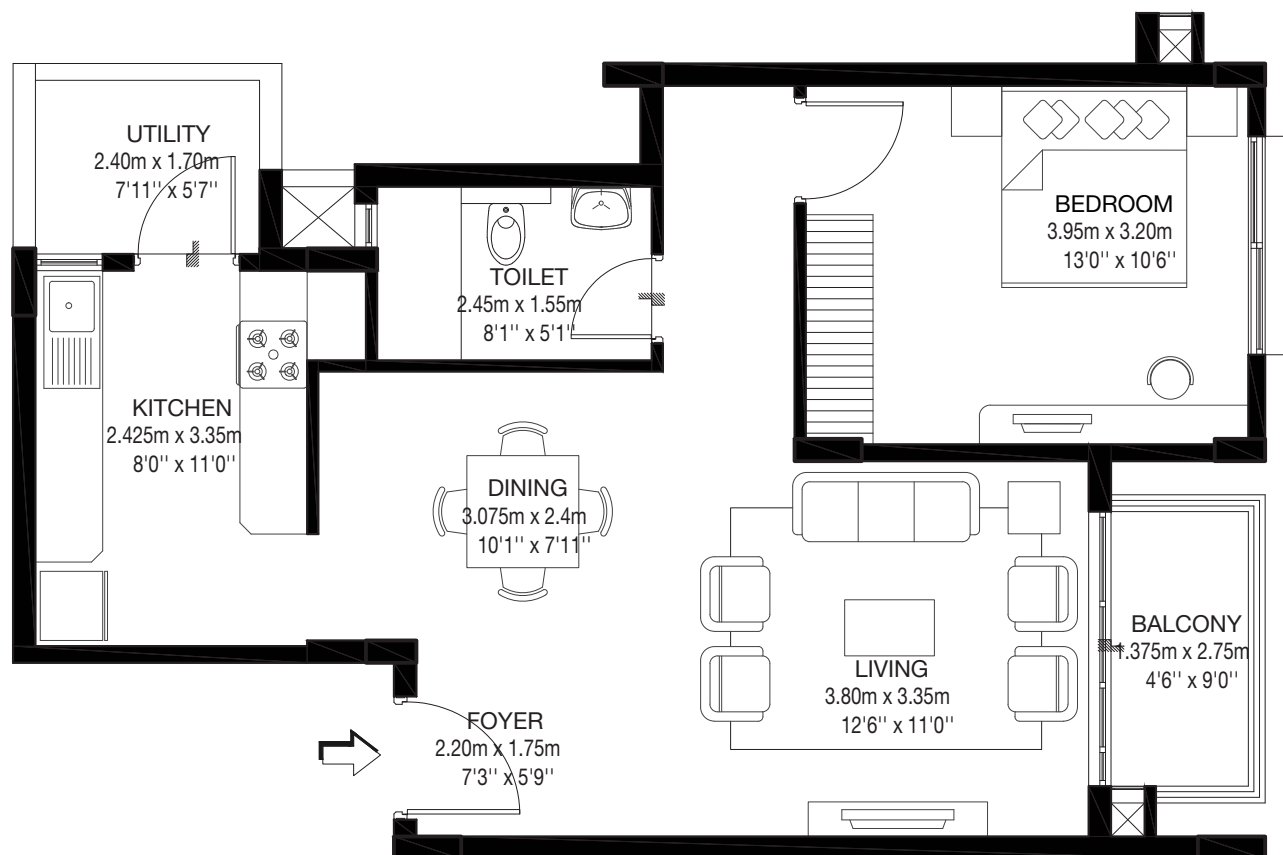 UTILITY
2.40m x 1.70m
7'11'' x 5'7''
BEDROOM
3.95m x 3.20m
13'0'' x 10'6''
TOILET
2.45m x 1.55m
8'1'' x 5'1''
KITCHEN
2.425m x 3.35m
8'0'' x 11'0''
DINING
3.075m x 2.4m
10'1'' x 7'11''
BALCONY
1.375m x 2.75m
4'6'' x 9'0''
LIVING
3.80m x 3.35m
12'6'' x 11'0''
FOYER
2.20m x 1.75m
7'3'' x 5'9''